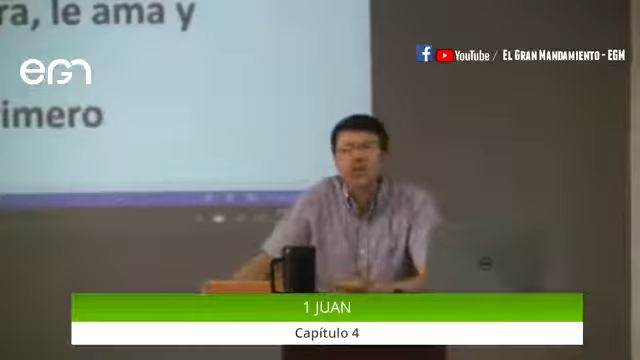 ra, le ama y
imero
EGM
YouTube / EL GRAN MANDAMIENTO - EGM
1 JUAN
Capítulo 4